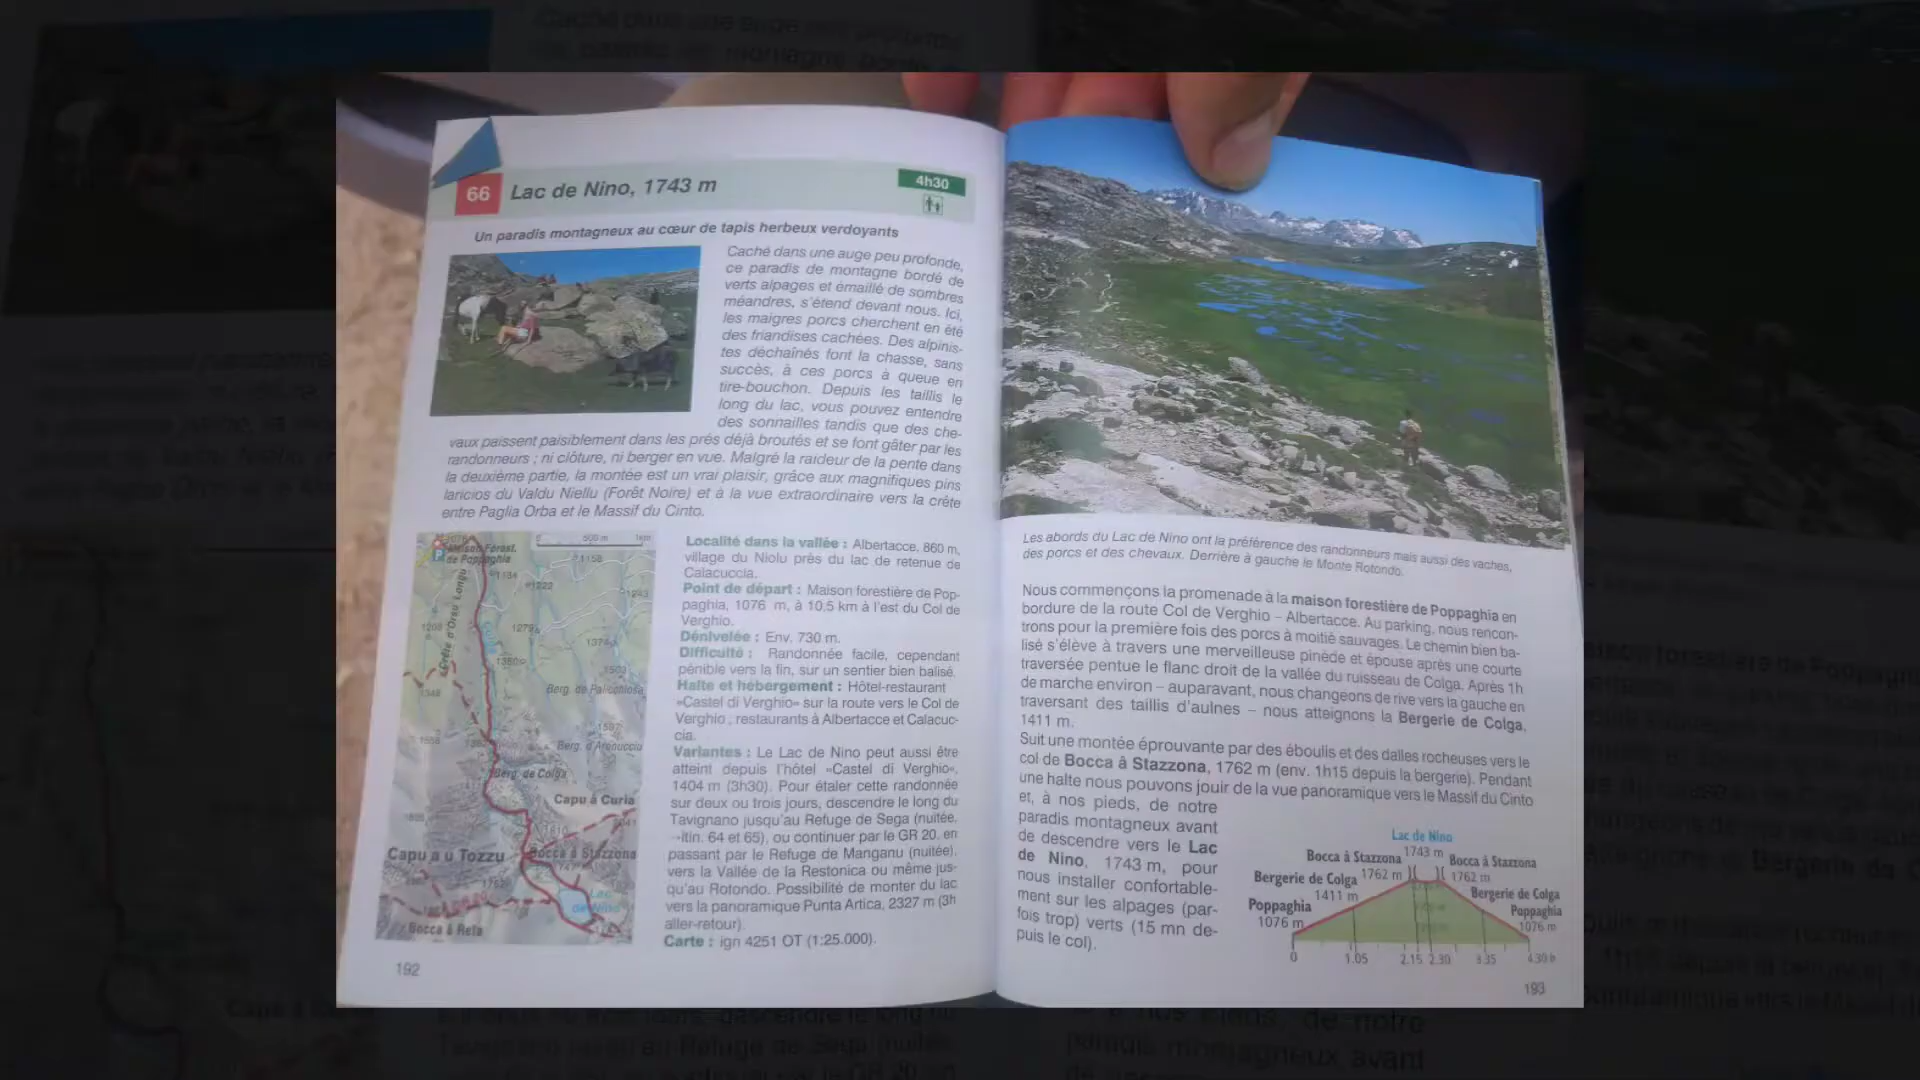 66 Lac de Nino, 1743 m
4h30
Un paradis montagneux au cœur de tapis herbeux verdoyants
Caché dans une auge peu profonde,
ce paradis de montagne bordé de
verts alpages et émaillé de sombres
méandres, s'étend devant nous. Ici,
les maigres porcs cherchent en été
des friandises cachées. Des alpinis-
tes déchaînés font la chasse, sans
succès, à ces porcs à queue en
tire-bouchon. Depuis les taillis le
long du lac, vous pouvez entendre
des sonnailles tandis que des che-
vaux paissent paisiblement dans les prés déjà broutés et se font gâter par les
randonneurs ; ni clôture, ni berger en vue. Malgré la raideur de la pente dans
la deuxième partie, la montée est un vrai plaisir, grâce aux magnifiques pins
laricios du Valdu Niellu (Forêt Noire) et à la vue extraordinaire vers la crête
entre Paglia Orba et le Massif du Cinto.
500 m 1km
P
Maison Forest.
de Poppaghia
1158
1184
1222
1243
Crête d'Orsu Longu
1279
1374
1503
Berg. de Paliconiosa
1348
1587
Berg. de Colga
Capu à Curia
Capu a u Tozzu
Bocca à Stazzona
Lac
de Nino
Bocca à Reta
Localité dans la vallée : Albertacce, 860 m,
village du Niolu près du lac de retenue de
Calacuccia.
Point de départ : Maison forestière de Pop-
paghia, 1076 m, à 10,5 km à l'est du Col de
Verghio.
Dénivelée : Env. 730 m.
Difficulté : Randonnée facile, cependant
pénible vers la fin, sur un sentier bien balisé.
Halte et hébergement : Hôtel-restaurant
»Castel di Verghio« sur la route vers le Col de
Verghio ; restaurants à Albertacce et Calacuc-
cia.
Variantes : Le Lac de Nino peut aussi être
atteint depuis l'hôtel »Castel di Verghio«,
1404 m (3h30). Pour étaler cette randonnée
sur deux ou trois jours, descendre le long du
Tavignano jusqu'au Refuge de Sega (nuitée,
→itin. 64 et 65), ou continuer par le GR 20, en
passant par le Refuge de Manganu (nuitée),
vers la Vallée de la Restonica ou même jus-
qu'au Rotondo. Possibilité de monter du lac
vers la panoramique Punta Artica, 2327 m (3h
aller-retour).
Carte : ign 4251 OT (1:25.000).
192
Les abords du Lac de Nino ont la préférence des randonneurs mais aussi des vaches,
des porcs et des chevaux. Derrière à gauche le Monte Rotondo.
Nous commençons la promenade à la maison forestière de Poppaghia en
bordure de la route Col de Verghio – Albertacce. Au parking, nous rencon-
trons pour la première fois des porcs à moitié sauvages. Le chemin bien ba-
lisé s'élève à travers une merveilleuse pinède et épouse après une courte
traversée pentue le flanc droit de la vallée du ruisseau de Colga. Après 1h
de marche environ – auparavant, nous changeons de rive vers la gauche en
traversant des taillis d'aulnes – nous atteignons la Bergerie de Colga,
1411 m.
Suit une montée éprouvante par des éboulis et des dalles rocheuses vers le
col de Bocca à Stazzona, 1762 m (env. 1h15 depuis la bergerie). Pendant
une halte nous pouvons jouir de la vue panoramique vers le Massif du Cinto
et, à nos pieds, de notre
paradis montagneux avant
de descendre vers le Lac
de Nino, 1743 m, pour
nous installer confortable-
ment sur les alpages (par-
fois trop) verts (15 mn de-
puis le col).
Lac de Nino
1743 m
Bocca à Stazzona
1762 m
Bocca à Stazzona
1762 m
Bergerie de Colga
1411 m
Bergerie de Colga
Poppaghia
1076 m
Poppaghia
1076 m
0 1.05 2.15 2.30 3.35 4.30 h
193